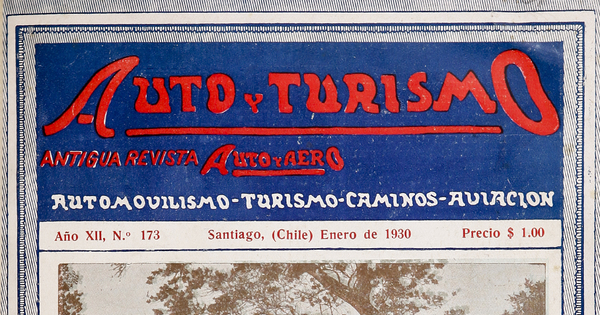 AUTO Y TURISMO
ANTIGUA REVISTA AUTO Y AERO
AUTOMOVILISMO-TURISMO-CAMINOS-AVIACION
Año XII, N.º 173 Santiago, (Chile) Enero de 1930 Precio $ 1.00